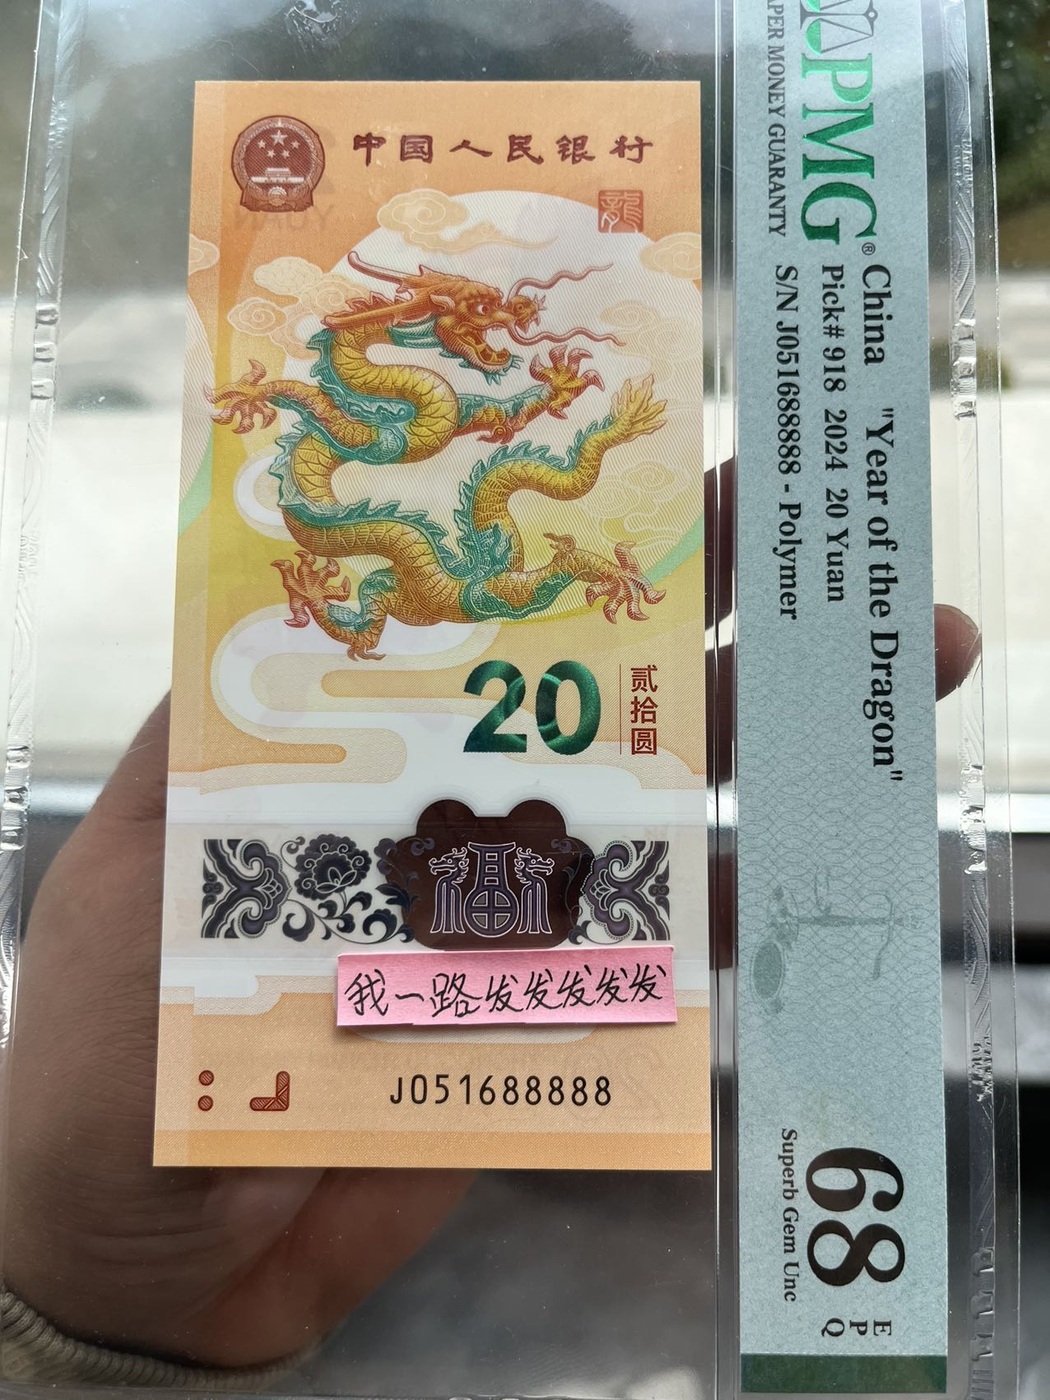 中国人民银行
龍
20
贰拾圆
福
我一路发发发发发
J051688888
PMG®
PAPER MONEY GUARANTY
China "Year of the Dragon"
Pick# 918 2024 20 Yuan
S/N J051688888 - Polymer
68
EPQ
Superb Gem Unc